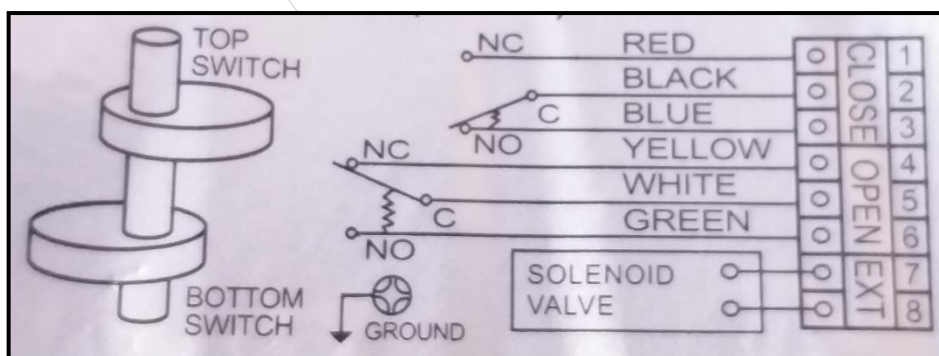 TOP
SWITCH
BOTTOM
SWITCH
NC
RED
BLACK
C
BLUE
NO
NC
YELLOW
WHITE
C
GREEN
NO
GROUND
SOLENOID
VALVE
CLOSE
OPEN
EXT
1
2
3
4
5
6
7
8